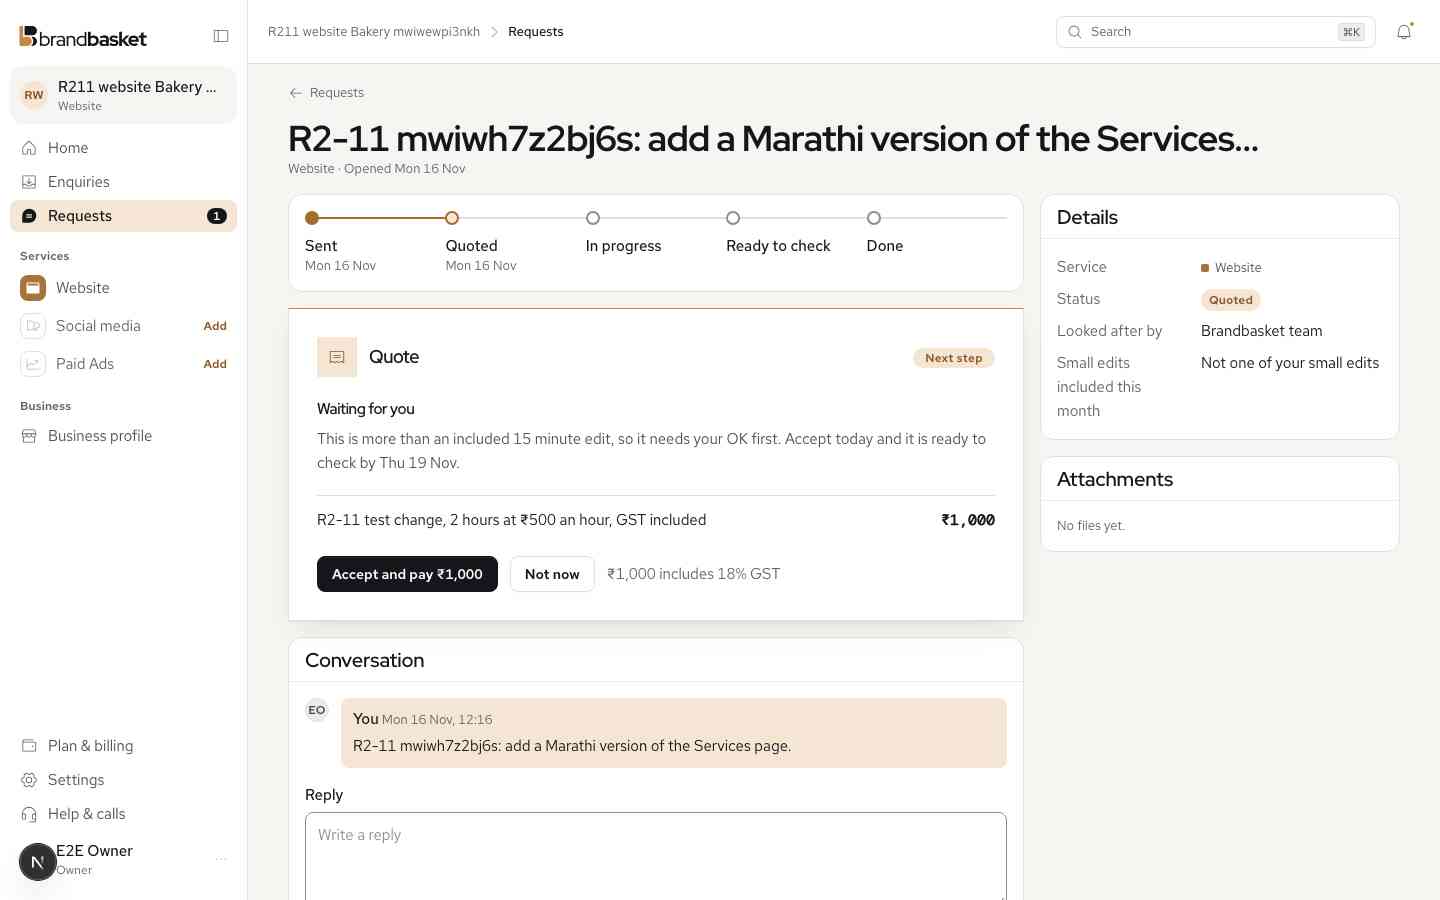 brandbasket
RW
R211 website Bakery ...
Website
Home
Enquiries
Requests
1
Services
Website
Social media
Add
Paid Ads
Add
Business
Business profile
Plan & billing
Settings
Help & calls
N
E2E Owner
Owner
...
R211 website Bakery mwiwewpi3nkh
Requests
Search
⌘K
Requests
R2-11 mwiwh7z2bj6s: add a Marathi version of the Services...
Website · Opened Mon 16 Nov
Sent
Mon 16 Nov
Quoted
Mon 16 Nov
In progress
Ready to check
Done
Quote
Next step
Waiting for you
This is more than an included 15 minute edit, so it needs your OK first. Accept today and it is ready to
check by Thu 19 Nov.
R2-11 test change, 2 hours at ₹500 an hour, GST included
₹1,000
Accept and pay ₹1,000
Not now
₹1,000 includes 18% GST
Conversation
EO
You Mon 16 Nov, 12:16
R2-11 mwiwh7z2bj6s: add a Marathi version of the Services page.
Reply
Write a reply
Details
Service
Website
Status
Quoted
Looked after by
Brandbasket team
Small edits
included this
month
Not one of your small edits
Attachments
No files yet.